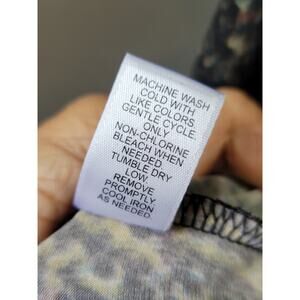 MACHINE WASH
COLD WITH
LIKE COLORS
GENTLE CYCLE.
ONLY
NON-CHLORINE
BLEACH WHEN
NEEDED.
TUMBLE DRY
LOW.
REMOVE
PROMPTLY.
COOL IRON
AS NEEDED.